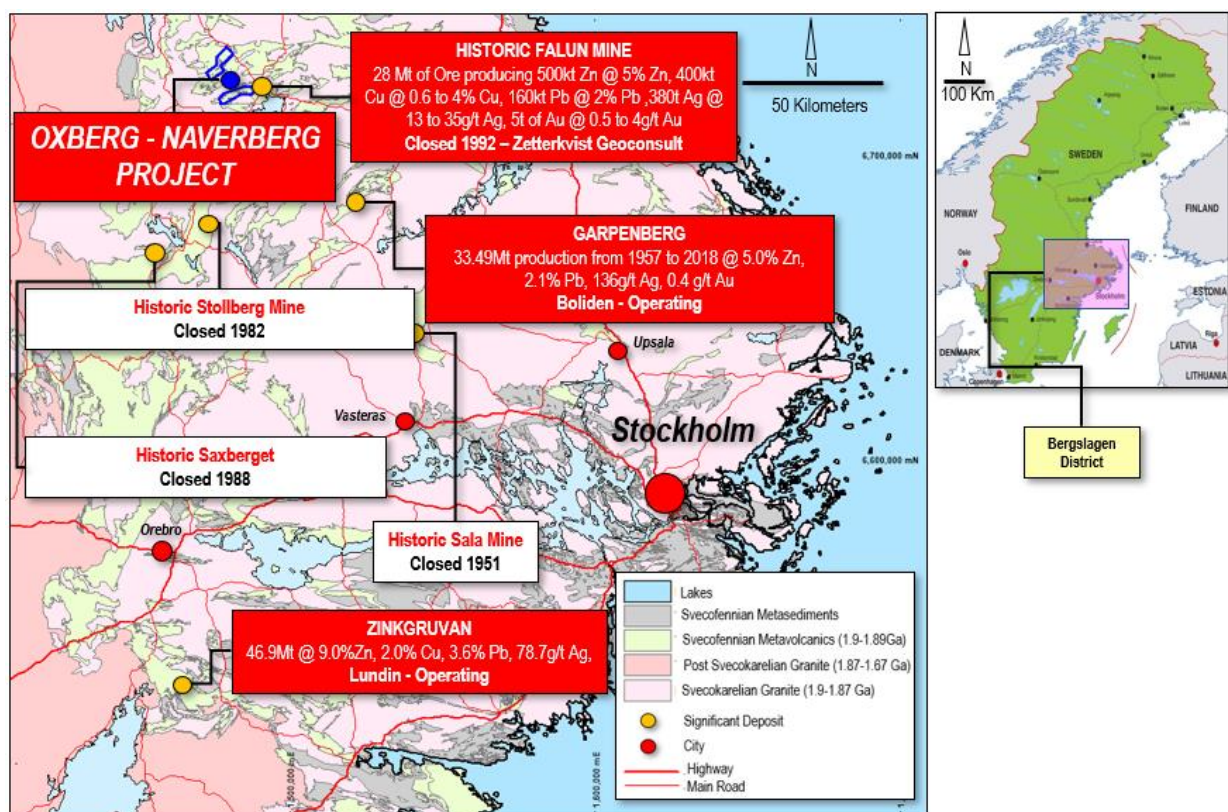 HISTORIC FALUN MINE
28 Mt of Ore producing 500kt Zn @ 5% Zn, 400kt
Cu @ 0.6 to 4% Cu, 160kt Pb @ 2% Pb ,380t Ag @
13 to 35g/t Ag, 5t of Au @ 0.5 to 4g/t Au
Closed 1992 – Zetterkvist Geoconsult
N
50 Kilometers
OXBERG - NAVERBERG
PROJECT
6,700,000 mN
GARPENBERG
33.49Mt production from 1957 to 2018 @ 5.0% Zn,
2.1% Pb, 136g/t Ag, 0.4 g/t Au
Boliden - Operating
Historic Stollberg Mine
Closed 1982
Upsala
Vasteras
Stockholm
Historic Saxberget
Closed 1988
6,600,000 mN
Orebro
Historic Sala Mine
Closed 1951
ZINKGRUVAN
46.9Mt @ 9.0%Zn, 2.0% Cu, 3.6% Pb, 78.7g/t Ag,
Lundin - Operating
1,500,000 mE
1,600,000 mE
Lakes
Svecofennian Metasediments
Svecofennian Metavolcanics (1.9-1.89Ga)
Post Svecokarelian Granite (1.87-1.67 Ga)
Svecokarelian Granite (1.9-1.87 Ga)
Significant Deposit
City
Highway
Main Road
N
100 Km
SWEDEN
NORWAY
FINLAND
Oslo
Stockholm
ESTONIA
Riga
LATVIA
DENMARK
Copenhagen
LITHUANIA
Bergslagen
District